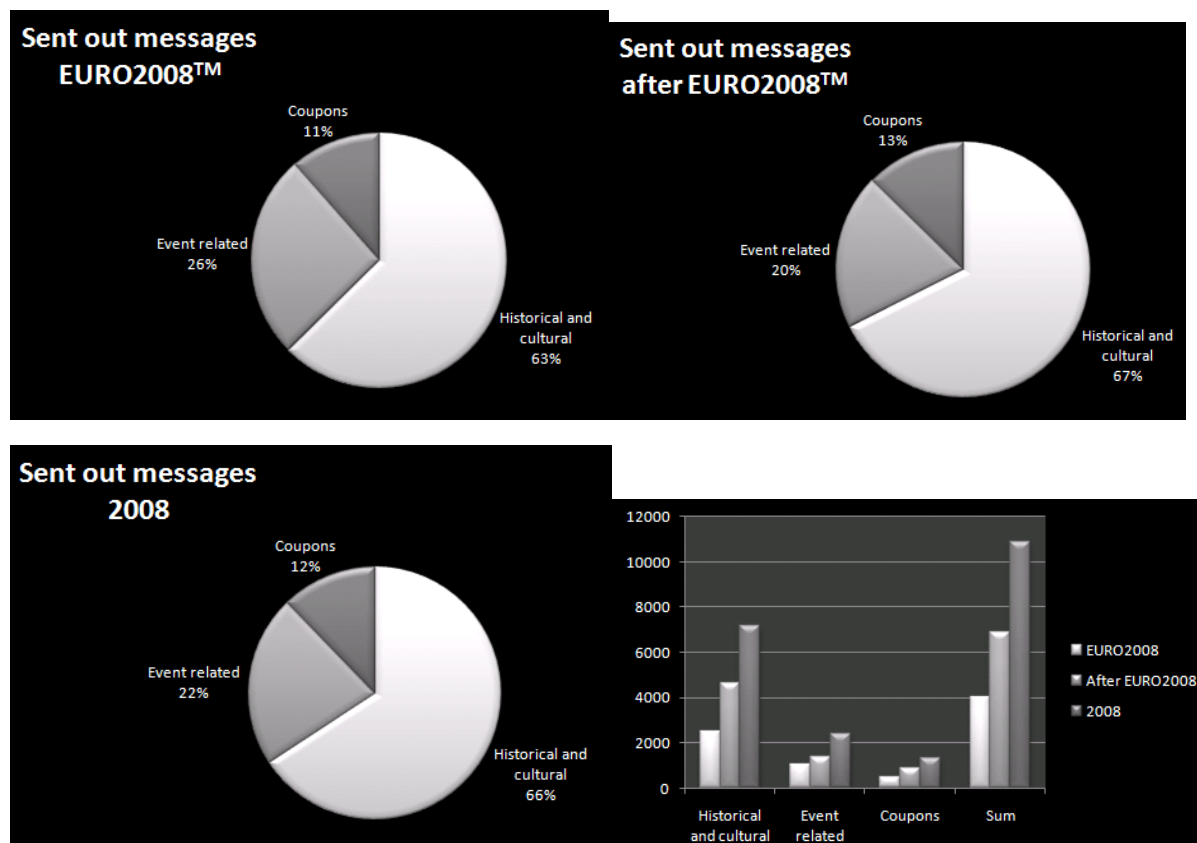 Sent out messages
EURO2008™
Coupons
11%
Event related
26%
Historical and
cultural
63%
Sent out messages
after EURO2008™
Coupons
13%
Event related
20%
Historical and
cultural
67%
Sent out messages
2008
Coupons
12%
Event related
22%
Historical and
cultural
66%
12000
10000
8000
6000
4000
2000
0
Historical
and cultural
Event
related
Coupons
Sum
EURO2008
After EURO2008
2008